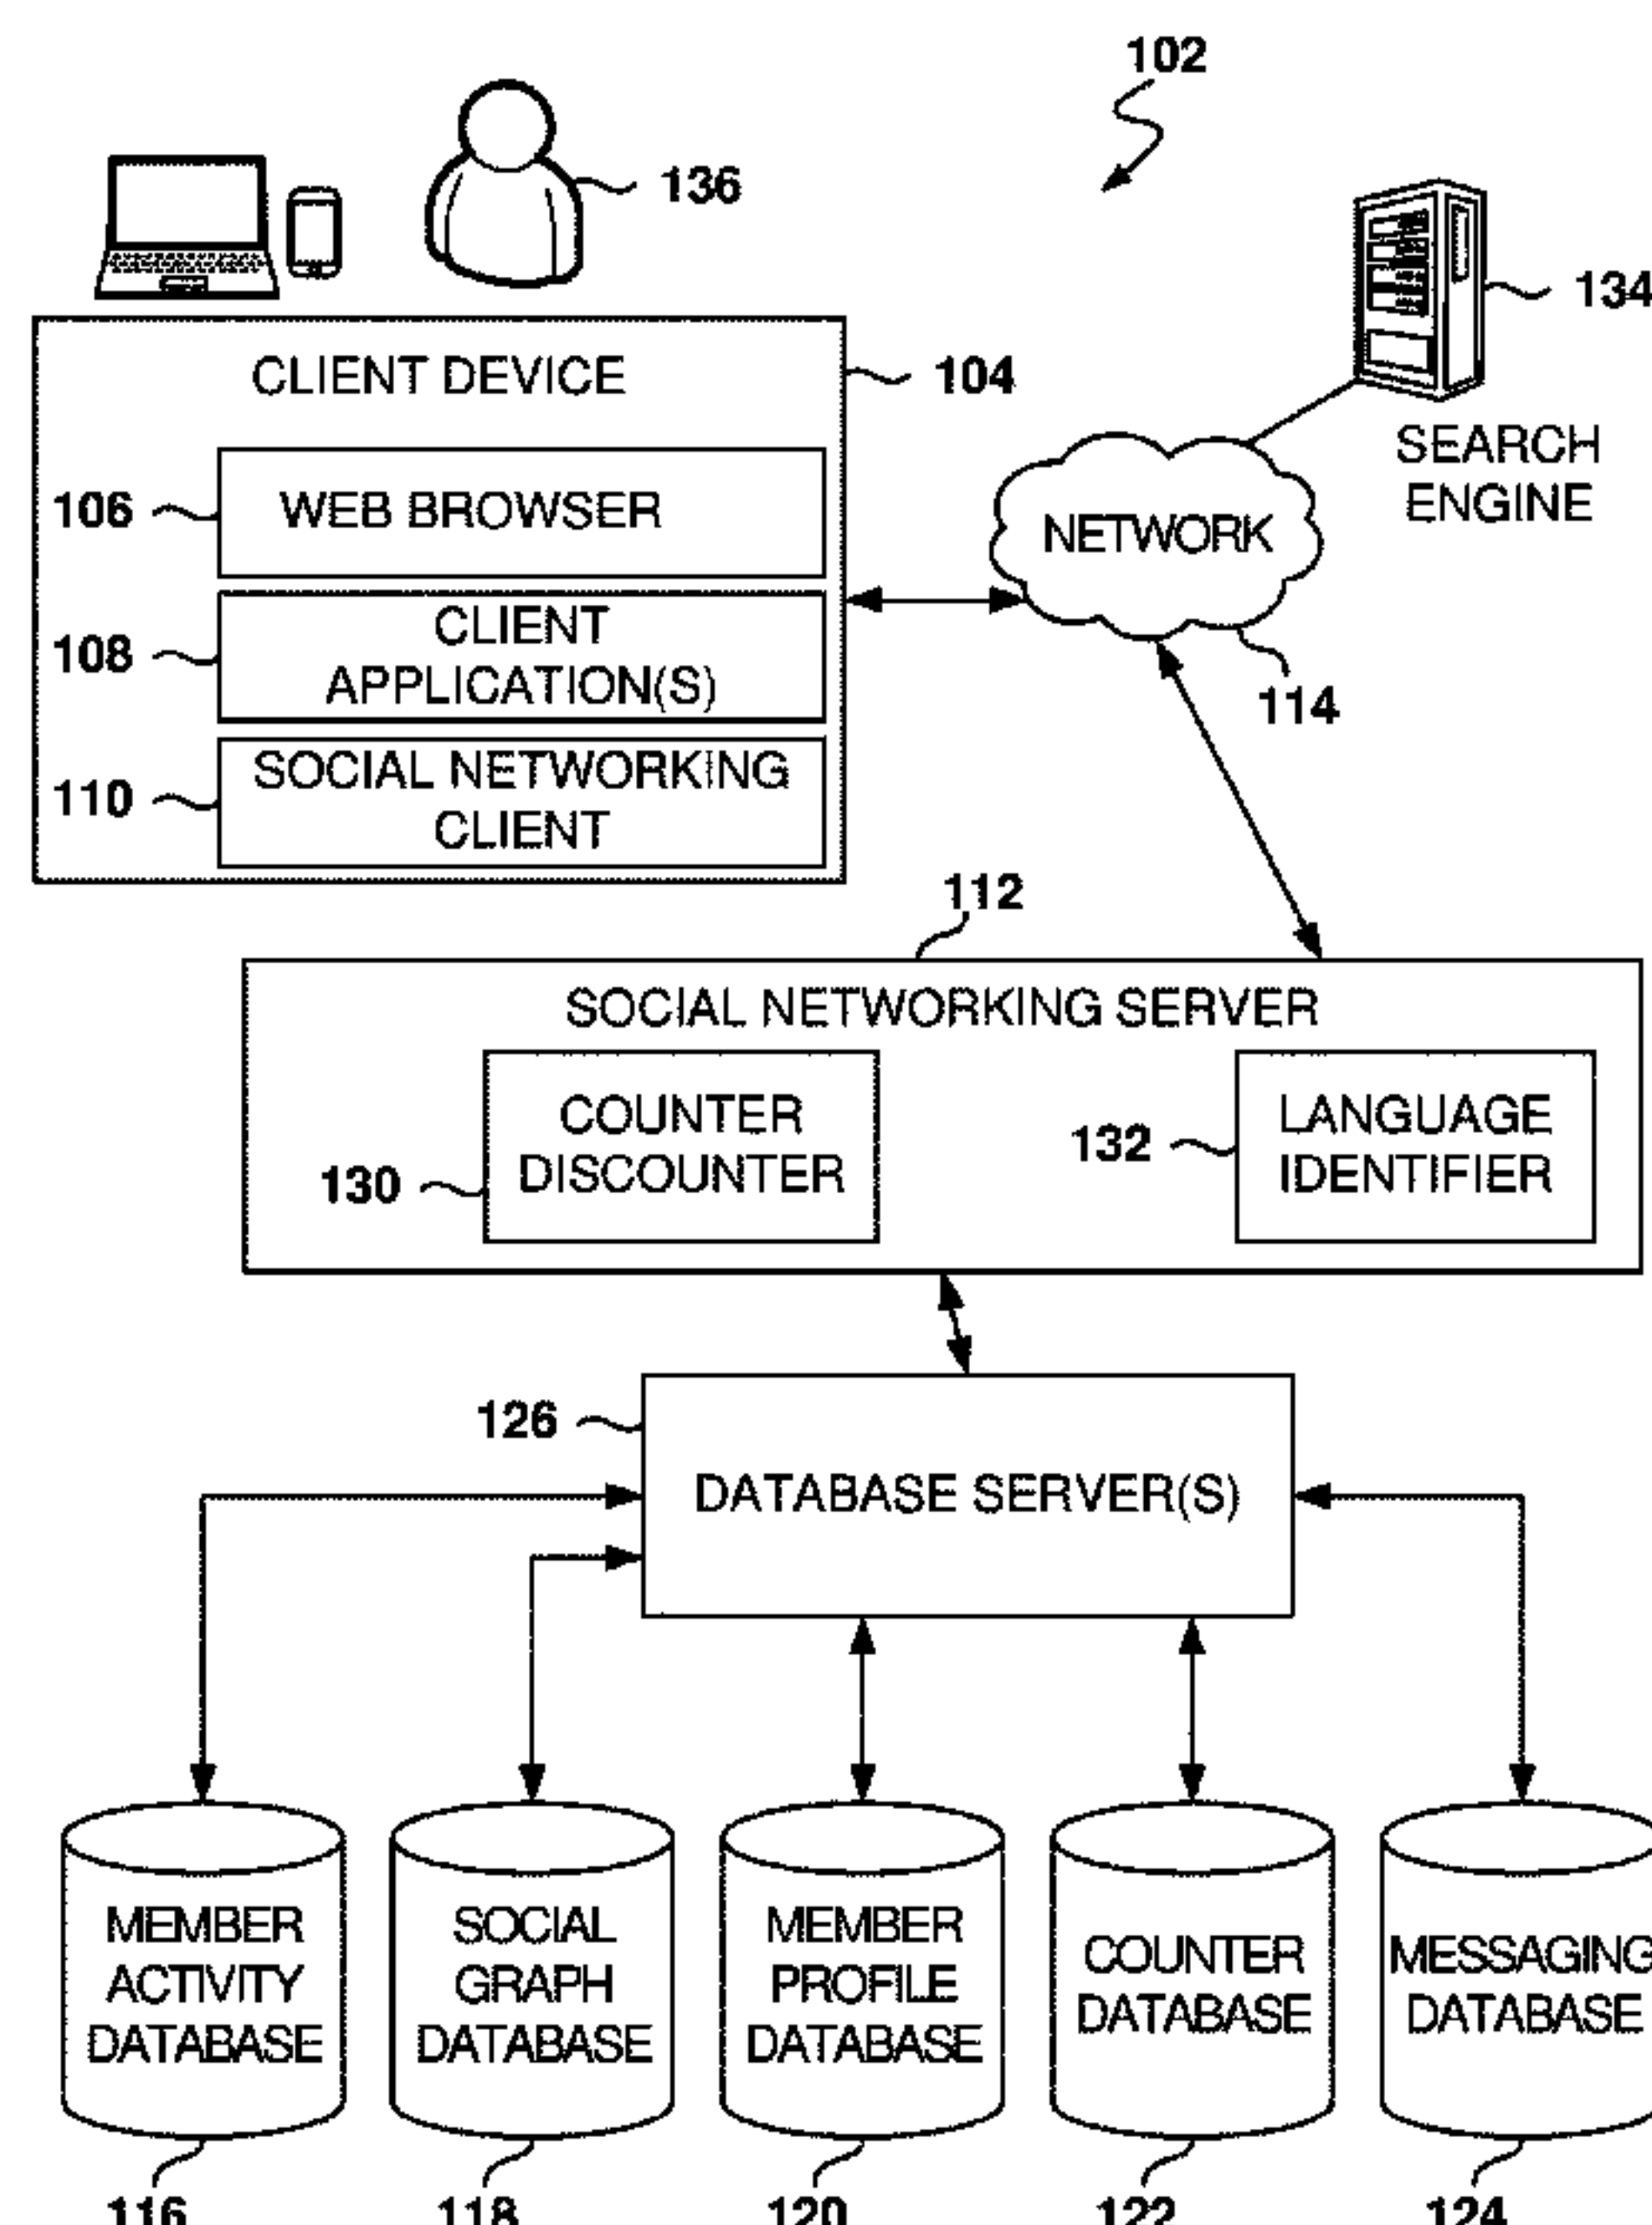 102
136
134
CLIENT DEVICE
104
SEARCH
ENGINE
106
WEB BROWSER
NETWORK
108
CLIENT
APPLICATION(S)
114
110
SOCIAL NETWORKING
CLIENT
112
SOCIAL NETWORKING SERVER
COUNTER
DISCOUNTER
130
LANGUAGE
IDENTIFIER
132
126
DATABASE SERVER(S)
MEMBER
ACTIVITY
DATABASE
SOCIAL
GRAPH
DATABASE
MEMBER
PROFILE
DATABASE
COUNTER
DATABASE
MESSAGING
DATABASE
116
118
120
122
124